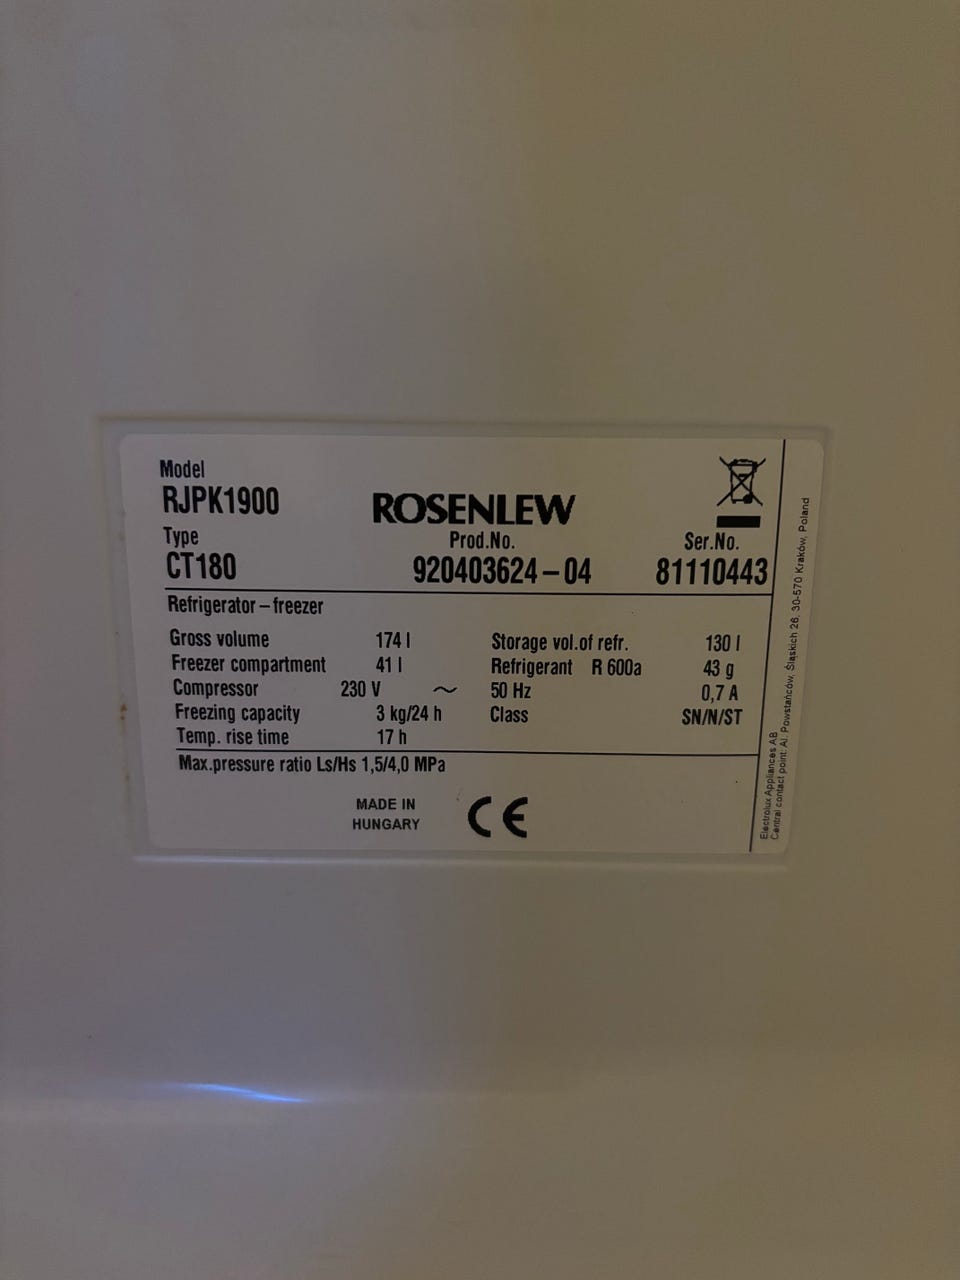 Model
RJPK1900
ROSENLEW
Type
Prod.No.
Ser.No.
CT180
920403624-04
81110443
Refrigerator-freezer
Gross volume 174 l Storage vol.of refr. 130 l
Freezer compartment 41 l Refrigerant R 600a 43 g
Compressor 230 V ~ 50 Hz 0,7 A
Freezing capacity 3 kg/24 h Class SN/N/ST
Temp. rise time 17 h
Max.pressure ratio Ls/Hs 1,5/4,0 MPa
MADE IN
HUNGARY
CE
Electrolux Appliances AB
Central contact point: Al. Powstańców, Śląskich 26, 30-570 Kraków, Poland